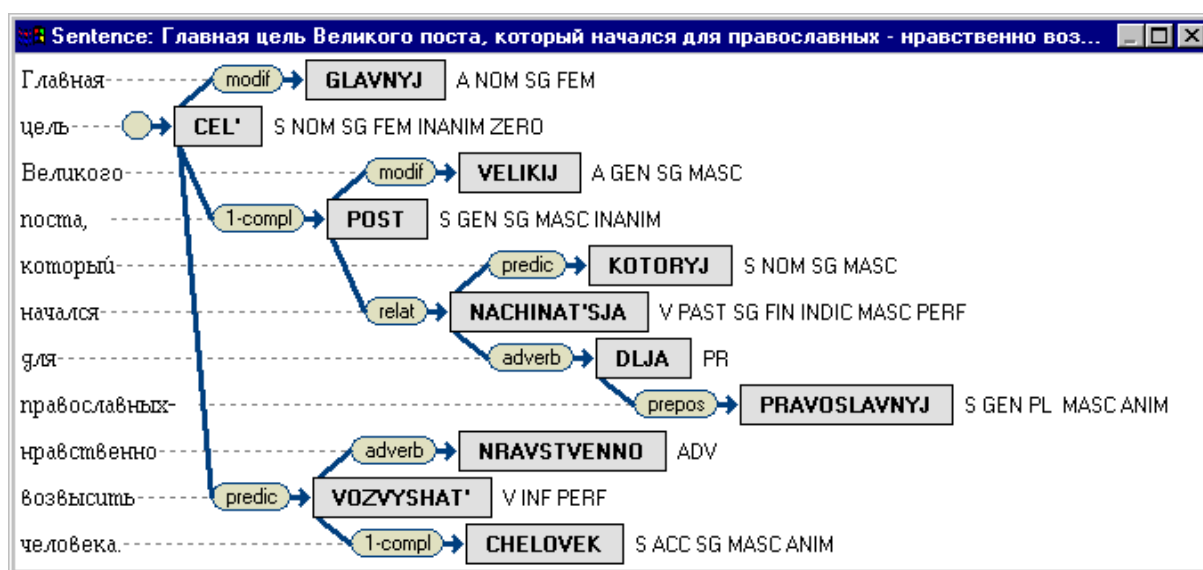 Sentence: Главная цель Великого поста, который начался для православных - нравственно воз...
Главная modif GLAVNYJ A NOM SG FEM
цель CEL' S NOM SG FEM INANIM ZERO
Великого modif VELIKIJ A GEN SG MASC
поста, 1-compl POST S GEN SG MASC INANIM
который predic KOTORYJ S NOM SG MASC
начался relat NACHINAT'SJA V PAST SG FIN INDIC MASC PERF
для adverb DLJA PR
православных- prepos PRAVOSLAVNYJ S GEN PL MASC ANIM
нравственно adverb NRAVSTVENNO ADV
возвысить predic VOZVYSHAT' V INF PERF
человека. 1-compl CHELOVEK S ACC SG MASC ANIM